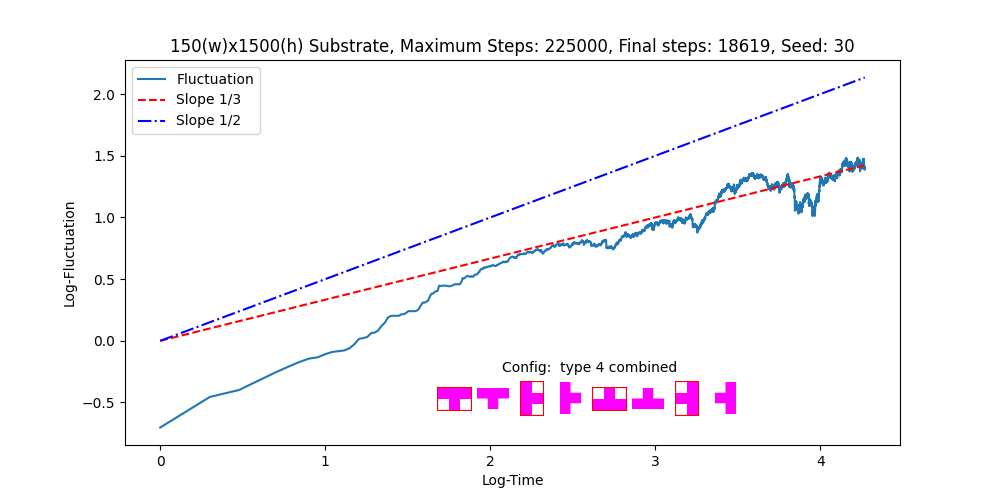 150(w)x1500(h) Substrate, Maximum Steps: 225000, Final steps: 18619, Seed: 30
Fluctuation
Slope 1/3
Slope 1/2
Log-Fluctuation
2.0
1.5
1.0
0.5
0.0
−0.5
Config:  type 4 combined
0 1 2 3 4
Log-Time